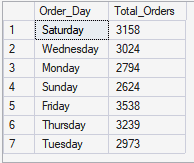 Order_Day Total_Orders
1 Saturday 3158
2 Wednesday 3024
3 Monday 2794
4 Sunday 2624
5 Friday 3538
6 Thursday 3239
7 Tuesday 2973